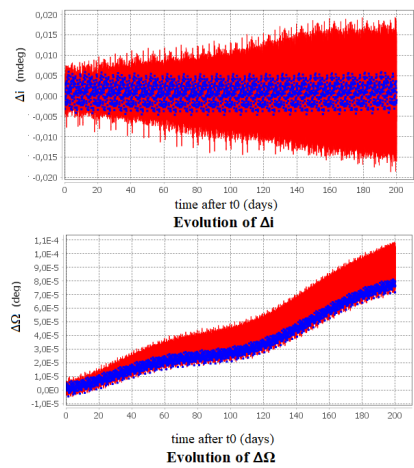 0,020
0,015
0,010
0,005
0,000
-0,005
-0,010
-0,015
-0,020
Δi (mdeg)
0 20 40 60 80 100 120 140 160 180 200
time after t0 (days)
Evolution of Δi
1,1E-4
1,0E-4
9,0E-5
8,0E-5
7,0E-5
6,0E-5
5,0E-5
4,0E-5
3,0E-5
2,0E-5
1,0E-5
0,0E0
-1,0E-5
ΔΩ (deg)
0 20 40 60 80 100 120 140 160 180 200
time after t0 (days)
Evolution of ΔΩ